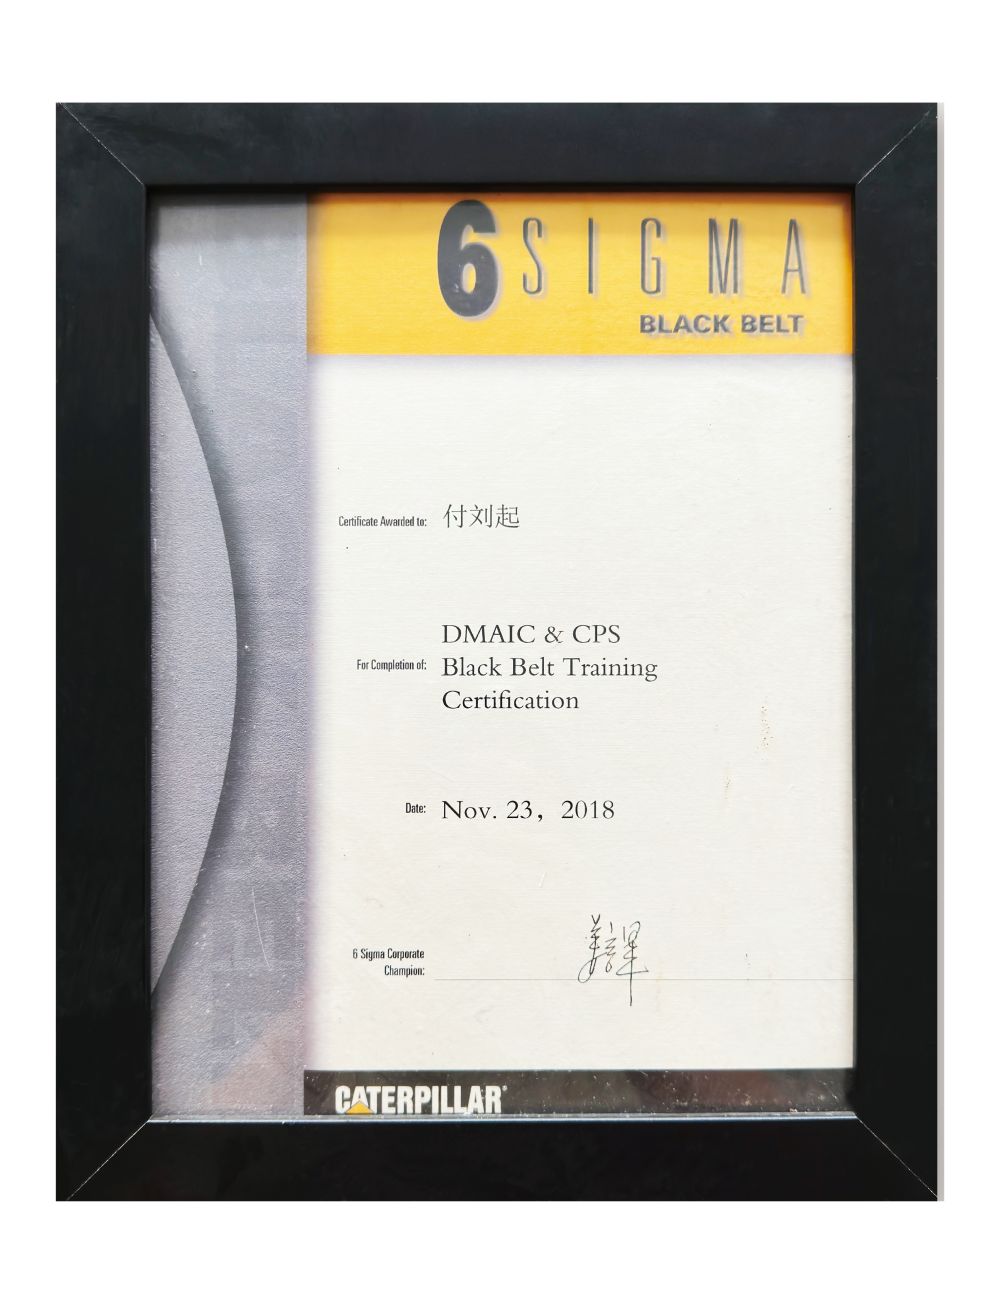 6 SIGMA
BLACK BELT
Certificate Awarded to: 付刘起
For Completion of: DMAIC & CPS
Black Belt Training
Certification
Date: Nov. 23，2018
6 Sigma Corporate
Champion:
CATERPILLAR®